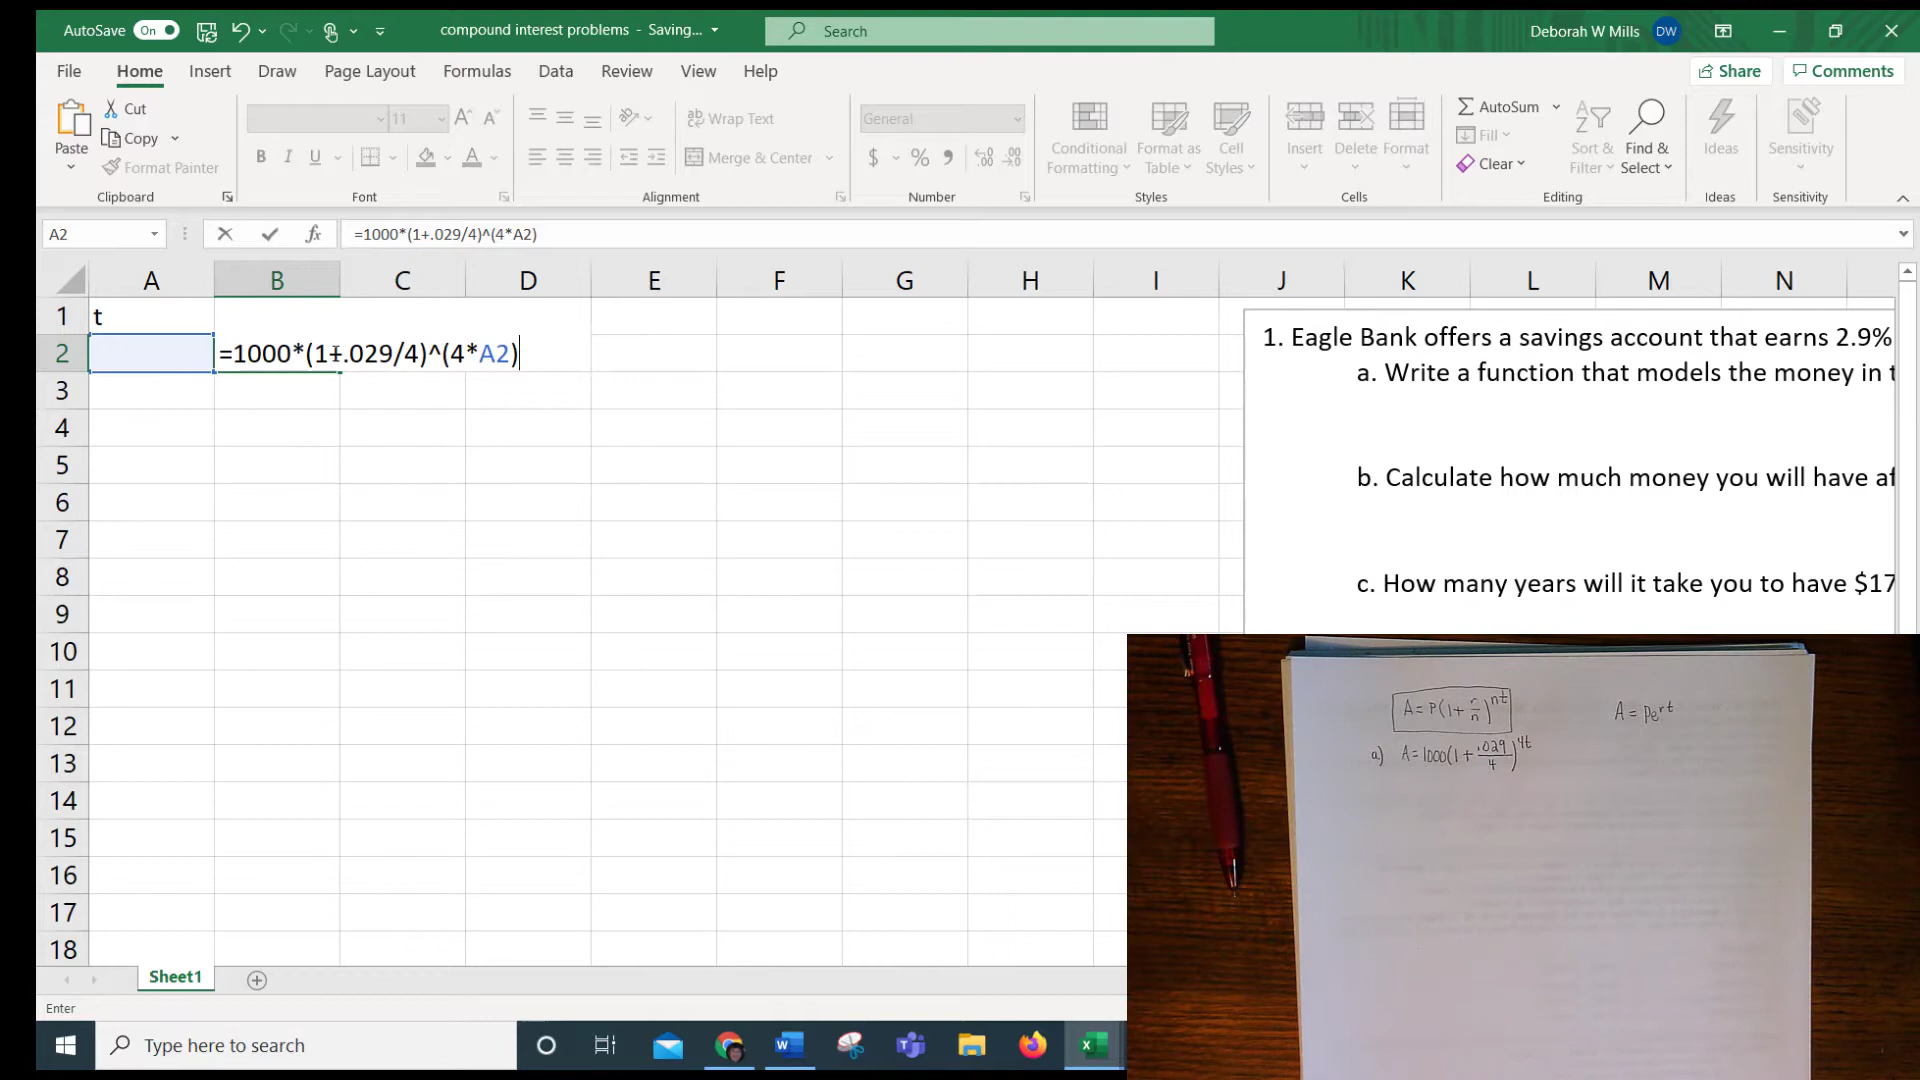 AutoSave On
compound interest problems - Saving...
Search
Deborah W Mills DW
File Home Insert Draw Page Layout Formulas Data Review View Help
Share Comments
Paste
Cut
Copy
Format Painter
Clipboard
11 A A
B I U A
Font
ab Wrap Text
Merge & Center
Alignment
General
$ % ,
Number
Conditional Formatting
Format as Table
Cell Styles
Styles
Insert Delete Format
Cells
AutoSum
Fill
Clear
Sort & Filter
Find & Select
Editing
Ideas
Ideas
Sensitivity
Sensitivity
A2 fx =1000*(1+.029/4)^(4*A2)
A B C D E F G H I J K L M N
1 t
2 =1000*(1+.029/4)^(4*A2)
3
4
5
6
7
8
9
10
11
12
13
14
15
16
17
18
1. Eagle Bank offers a savings account that earns 2.9%
a. Write a function that models the money in t
b. Calculate how much money you will have af
c. How many years will it take you to have $17
A = P(1 + r/n)^nt
A = Pe^rt
a) A = 1000(1 + .029/4)^4t
Sheet1
Enter
Type here to search